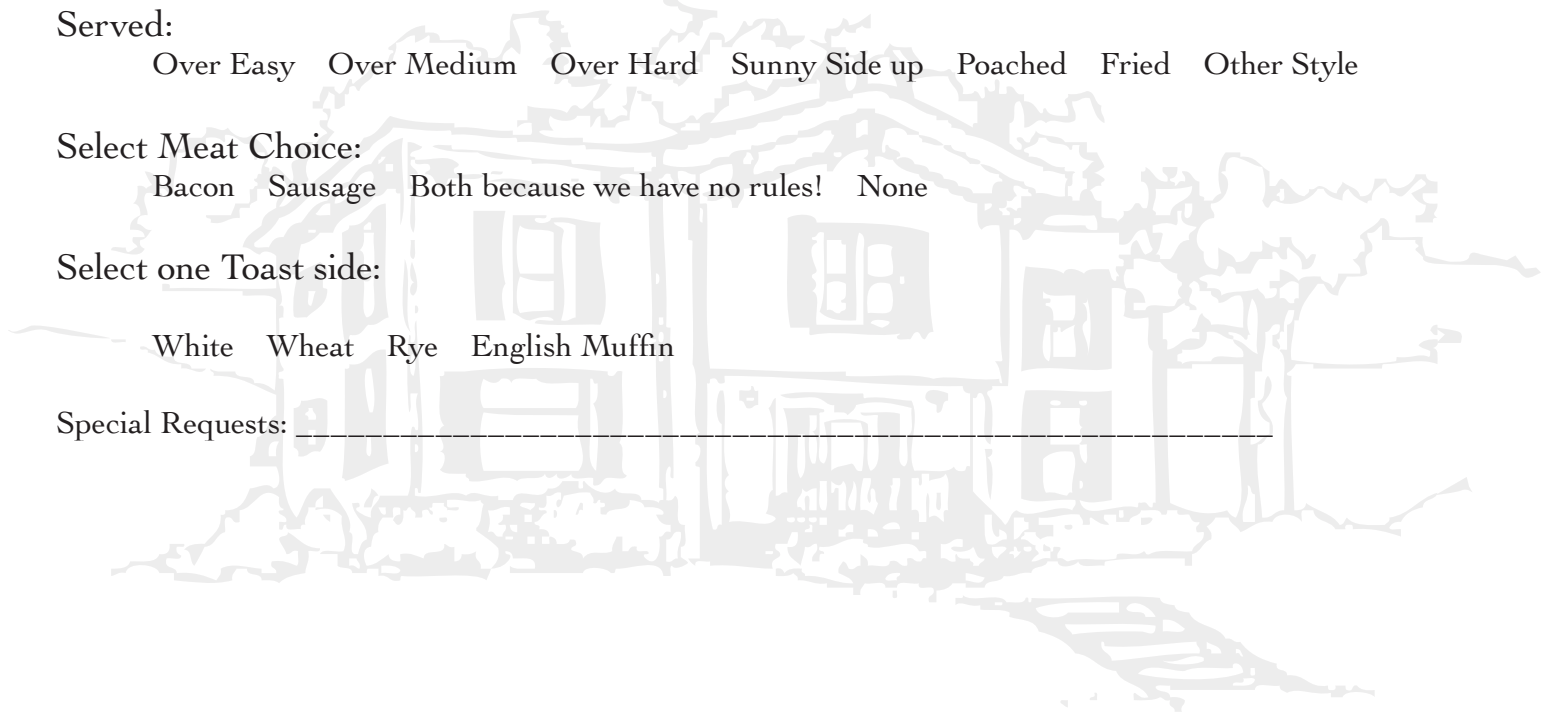 Served:
Over Easy Over Medium Over Hard Sunny Side up Poached Fried Other Style
Select Meat Choice:
Bacon Sausage Both because we have no rules! None
Select one Toast side:
White Wheat Rye English Muffin
Special Requests: ________________________________________________________